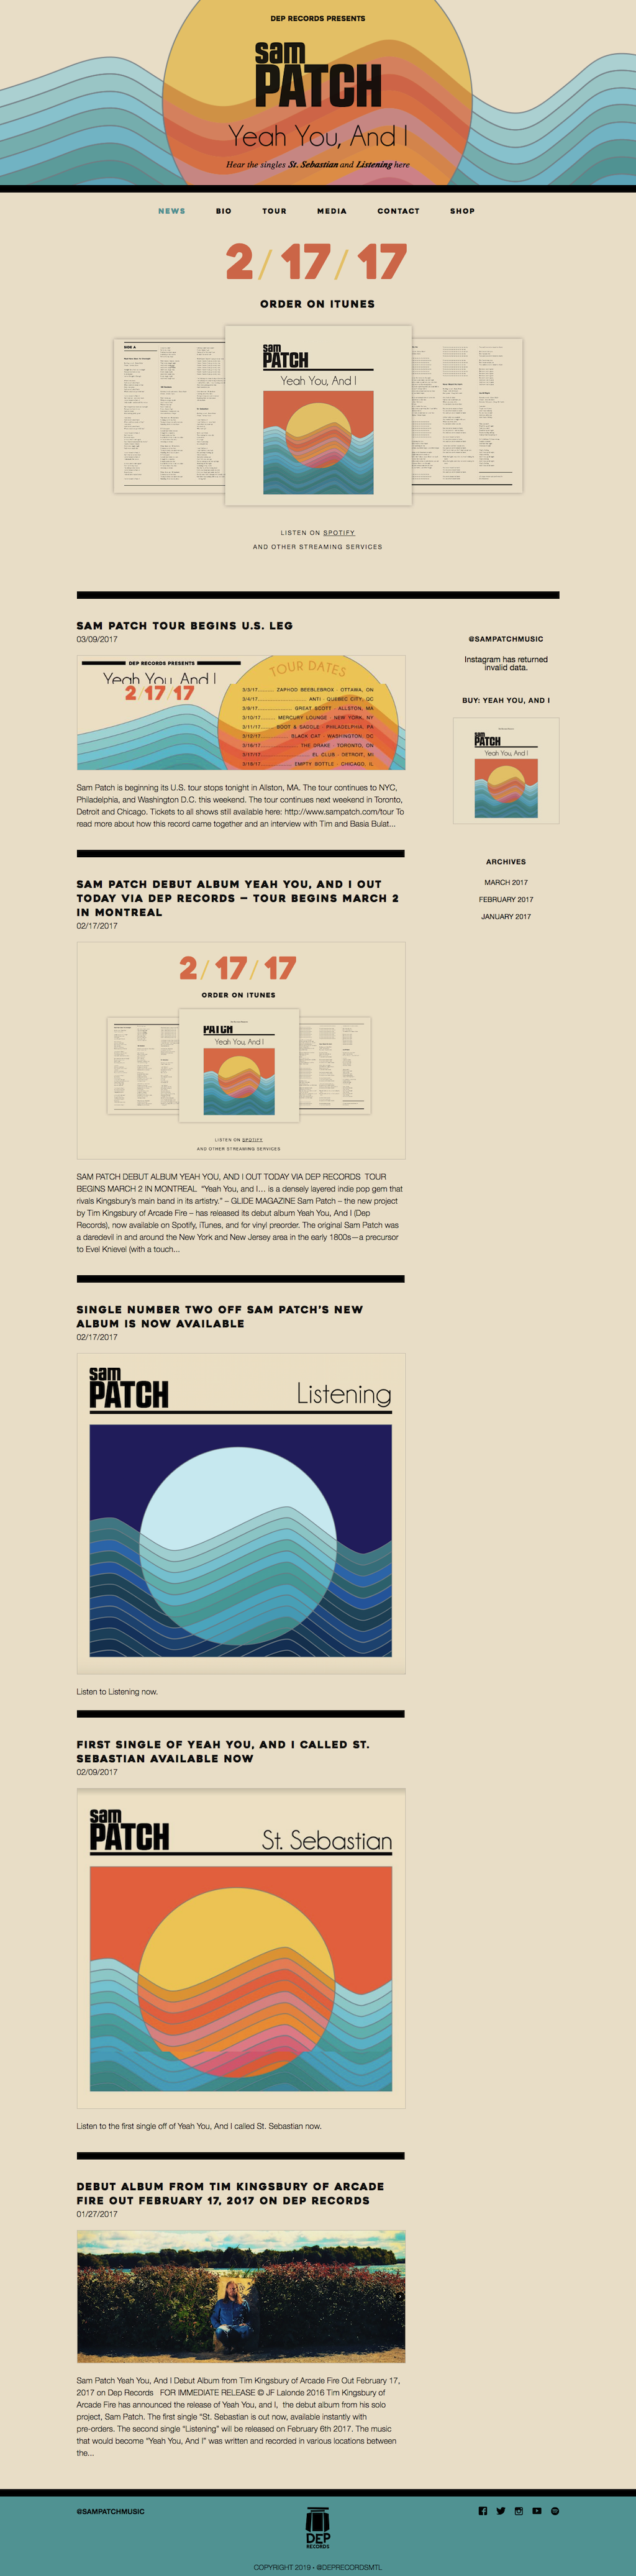 DEP RECORDS PRESENTS
sam
PATCH
Yeah You, And I
Hear the singles St. Sebastian and Listening here
NEWS BIO TOUR MEDIA CONTACT SHOP
2/17/17
ORDER ON ITUNES
SIDE A
sam
PATCH
Yeah You, And I
LISTEN ON SPOTIFY
AND OTHER STREAMING SERVICES
SAM PATCH TOUR BEGINS U.S. LEG
03/09/2017
DEP RECORDS PRESENTS
Yeah You, And I
2/17/17
TOUR DATES
3/3/17.......... ZAPHOD BEEBLEBROX · OTTAWA, ON
3/4/17.......... ANTI · QUEBEC CITY, QC
3/9/17.......... GREAT SCOTT · ALLSTON, MA
3/10/17.......... MERCURY LOUNGE · NEW YORK, NY
3/11/17.......... BOOT & SADDLE · PHILADELPHIA, PA
3/12/17.......... BLACK CAT · WASHINGTON, DC
3/16/17.......... THE DRAKE · TORONTO, ON
3/17/17.......... EL CLUB · DETROIT, MI
3/18/17.......... EMPTY BOTTLE · CHICAGO, IL
Sam Patch is beginning its U.S. tour stops tonight in Allston, MA. The tour continues to NYC,
Philadelphia, and Washington D.C. this weekend. The tour continues next weekend in Toronto,
Detroit and Chicago. Tickets to all shows still available here: http://www.sampatch.com/tour To
read more about how this record came together and an interview with Tim and Basia Bulat...
@SAMPATCHMUSIC
Instagram has returned
invalid data.
BUY: YEAH YOU, AND I
sam
PATCH
Yeah You, And I
ARCHIVES
MARCH 2017
FEBRUARY 2017
JANUARY 2017
SAM PATCH DEBUT ALBUM YEAH YOU, AND I OUT
TODAY VIA DEP RECORDS – TOUR BEGINS MARCH 2
IN MONTREAL
02/17/2017
2/17/17
ORDER ON ITUNES
PATCH
Yeah You, And I
LISTEN ON SPOTIFY
AND OTHER STREAMING SERVICES
SAM PATCH DEBUT ALBUM YEAH YOU, AND I OUT TODAY VIA DEP RECORDS  TOUR
BEGINS MARCH 2 IN MONTREAL  “Yeah You, and I… is a densely layered indie pop gem that
rivals Kingsbury’s main band in its artistry.” – GLIDE MAGAZINE Sam Patch – the new project
by Tim Kingsbury of Arcade Fire – has released its debut album Yeah You, And I (Dep
Records), now available on Spotify, iTunes, and for vinyl preorder. The original Sam Patch was
a daredevil in and around the New York and New Jersey area in the early 1800s—a precursor
to Evel Knievel (with a touch...
SINGLE NUMBER TWO OFF SAM PATCH’S NEW
ALBUM IS NOW AVAILABLE
02/17/2017
sam
PATCH
Listening
Listen to Listening now.
FIRST SINGLE OF YEAH YOU, AND I CALLED ST.
SEBASTIAN AVAILABLE NOW
02/09/2017
sam
PATCH
St. Sebastian
Listen to the first single off of Yeah You, And I called St. Sebastian now.
DEBUT ALBUM FROM TIM KINGSBURY OF ARCADE
FIRE OUT FEBRUARY 17, 2017 ON DEP RECORDS
01/27/2017
Sam Patch Yeah You, And I Debut Album from Tim Kingsbury of Arcade Fire Out February 17,
2017 on Dep Records   FOR IMMEDIATE RELEASE © JF Lalonde 2016 Tim Kingsbury of
Arcade Fire has announced the release of Yeah You, and I,  the debut album from his solo
project, Sam Patch. The first single “St. Sebastian is out now, available instantly with
pre-orders. The second single “Listening” will be released on February 6th 2017. The music
that would become “Yeah You, And I” was written and recorded in various locations between
the...
@SAMPATCHMUSIC
DEP
RECORDS
COPYRIGHT 2019 - @DEPRECORDSMTL